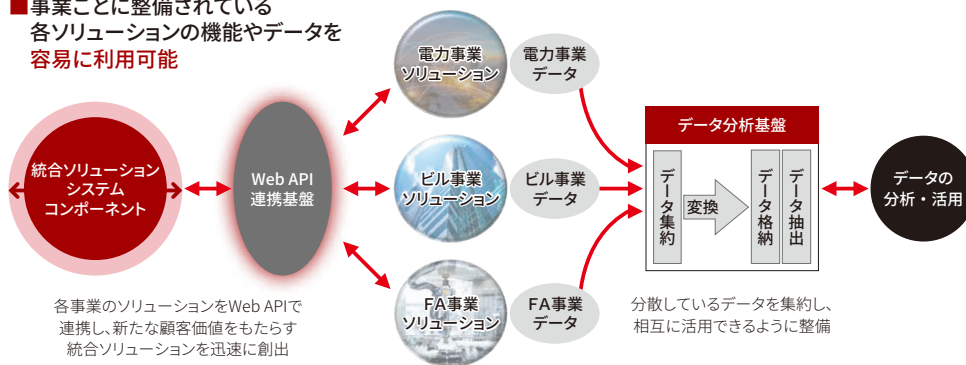 ■事業ごとに整備されている
各ソリューションの機能やデータを
容易に利用可能
統合ソリューション
システム
コンポーネント
Web API
連携基盤
電力事業
ソリューション
電力事業
データ
ビル事業
ソリューション
ビル事業
データ
FA事業
ソリューション
FA事業
データ
データ分析基盤
データ集約
変換
データ格納
データ抽出
データの
分析・活用
各事業のソリューションをWeb APIで
連携し、新たな顧客価値をもたらす
統合ソリューションを迅速に創出
分散しているデータを集約し、
相互に活用できるように整備